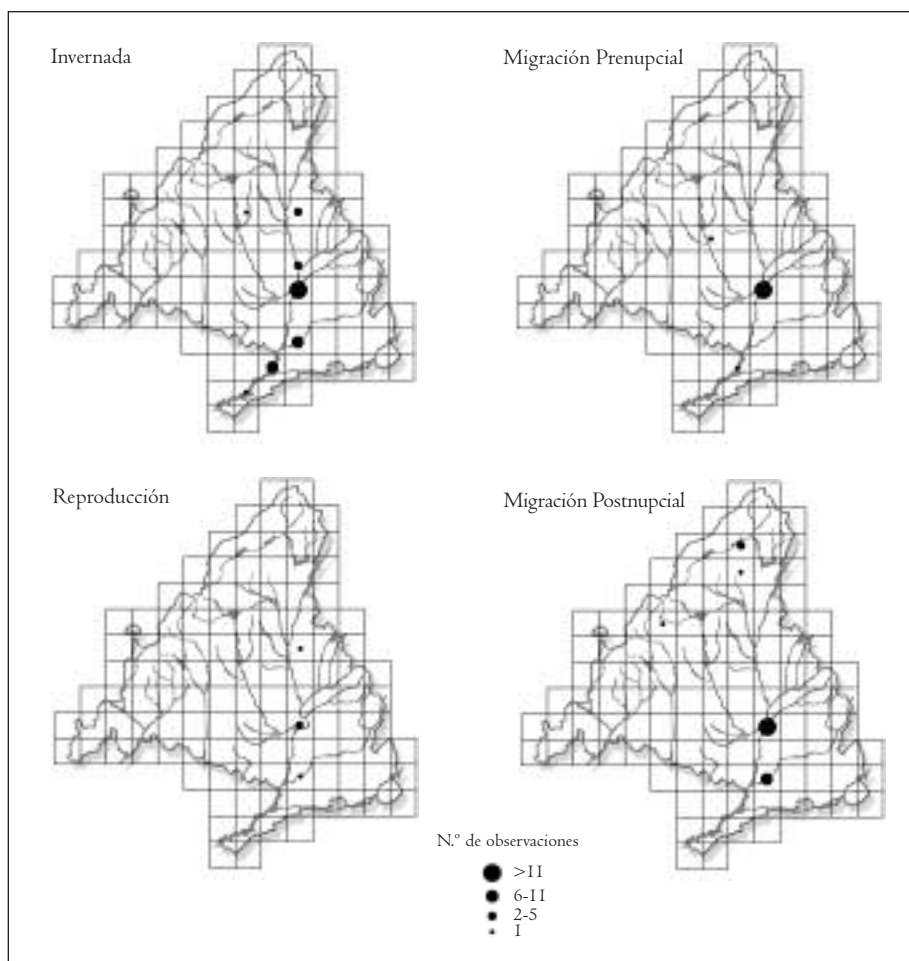 Invernada
Migración Prenupcial
Reproducción
Migración Postnupcial
N.º de observaciones
>11
6-11
2-5
1